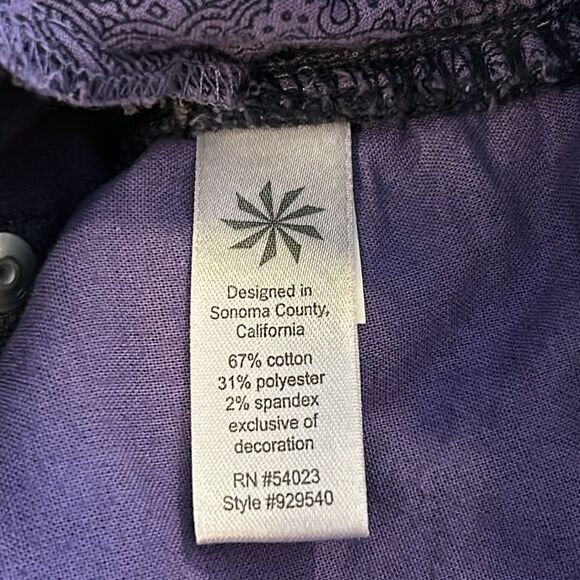 Designed in
Sonoma County,
California
67% cotton
31% polyester
2% spandex
exclusive of
decoration
RN #54023
Style #929540